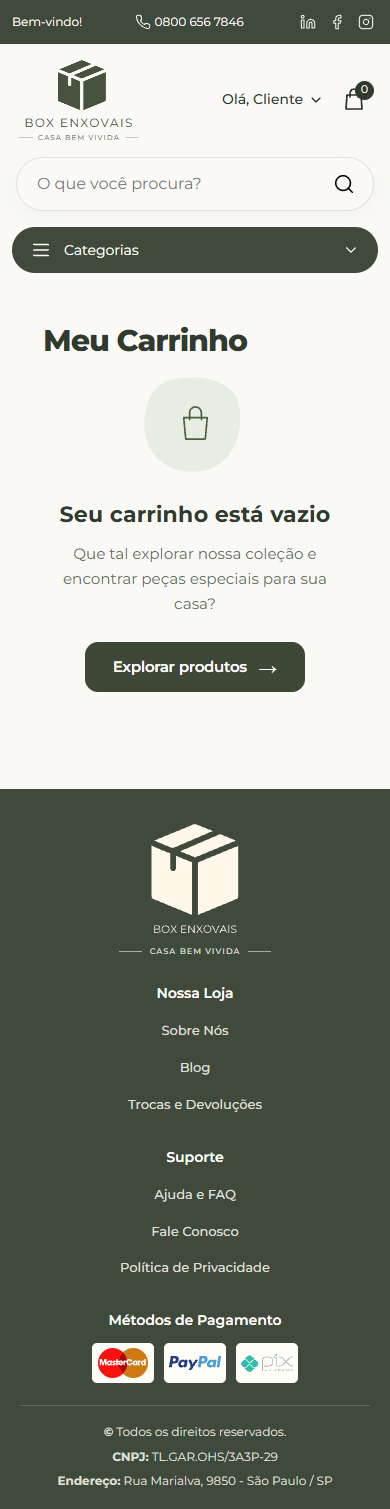 Bem-vindo!
0800 656 7846
BOX ENXOVAIS
CASA BEM VIVIDA
Olá, Cliente
0
O que você procura?
Categorias
Meu Carrinho
Seu carrinho está vazio
Que tal explorar nossa coleção e
encontrar peças especiais para sua
casa?
Explorar produtos →
BOX ENXOVAIS
CASA BEM VIVIDA
Nossa Loja
Sobre Nós
Blog
Trocas e Devoluções
Suporte
Ajuda e FAQ
Fale Conosco
Política de Privacidade
Métodos de Pagamento
MasterCard
PayPal
pix
© Todos os direitos reservados.
CNPJ: TL.GAR.OHS/3A3P-29
Endereço: Rua Marialva, 9850 - São Paulo / SP